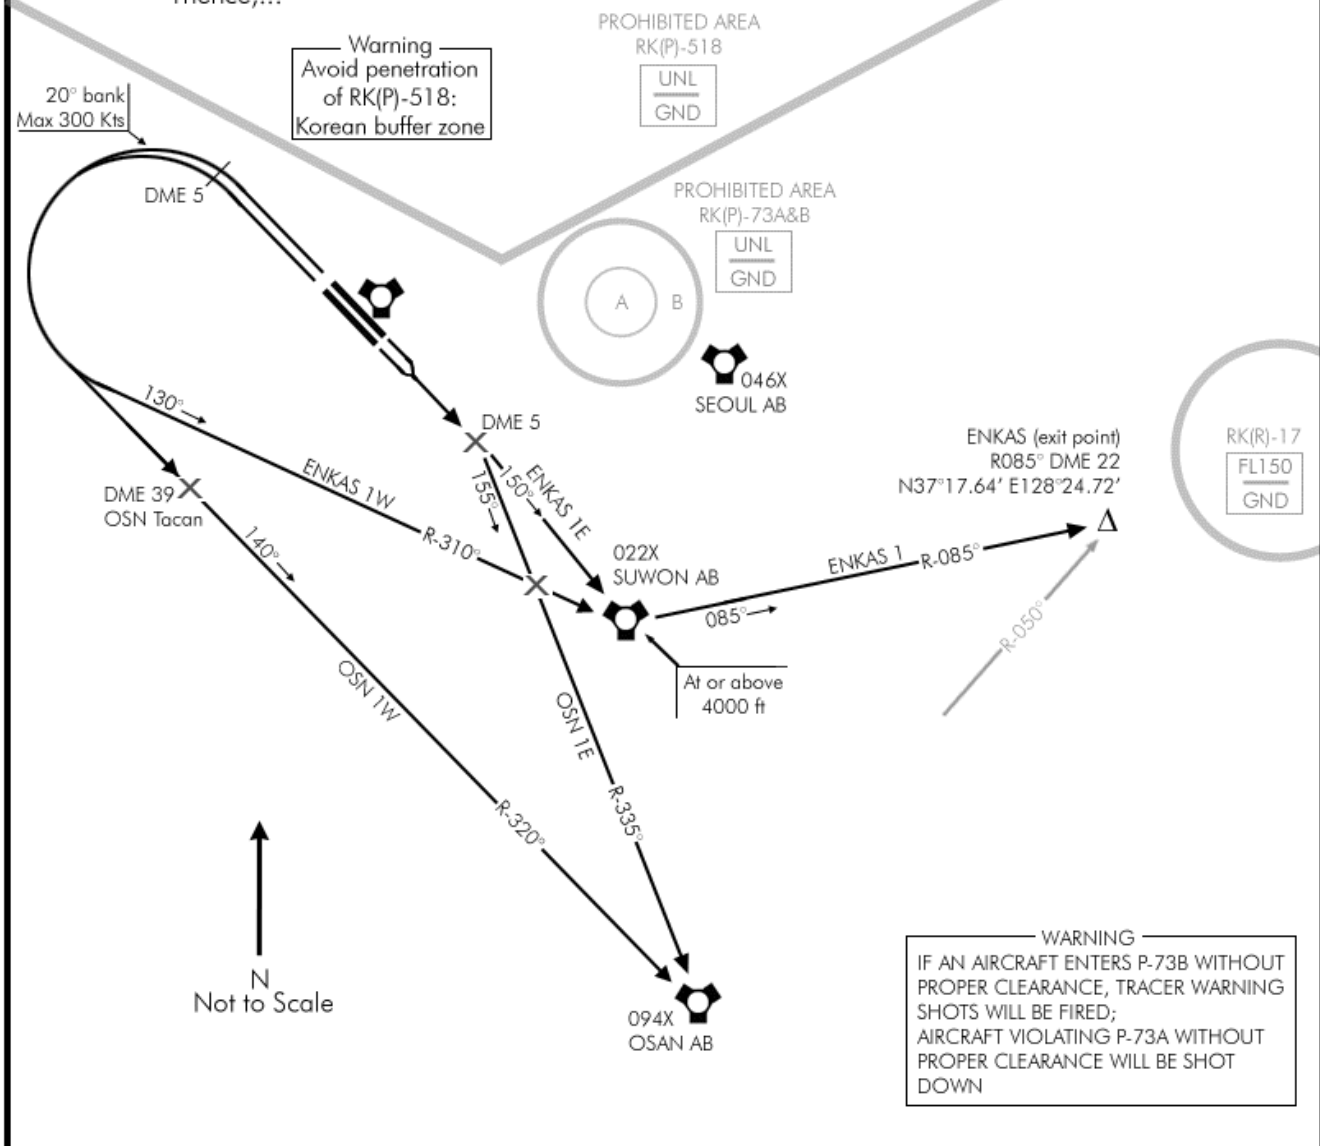 PROHIBITED AREA
RK(P)-518
UNL
GND
Warning
Avoid penetration
of RK(P)-518:
Korean buffer zone
20° bank
Max 300 Kts
DME 5
PROHIBITED AREA
RK(P)-73A&B
UNL
GND
A
B
046X
SEOUL AB
130°
DME 5
ENKAS (exit point)
R085° DME 22
N37°17.64' E128°24.72'
RK(R)-17
FL150
GND
ENKAS 1W
155°
150°
ENKAS 1E
DME 39
OSN Tacan
140°
R-310°
022X
SUWON AB
ENKAS 1
R-085°
085°
R-050°
At or above
4000 ft
OSN 1W
OSN 1E
R-320°
R-335°
N
Not to Scale
094X
OSAN AB
WARNING
IF AN AIRCRAFT ENTERS P-73B WITHOUT
PROPER CLEARANCE, TRACER WARNING
SHOTS WILL BE FIRED;
AIRCRAFT VIOLATING P-73A WITHOUT
PROPER CLEARANCE WILL BE SHOT
DOWN